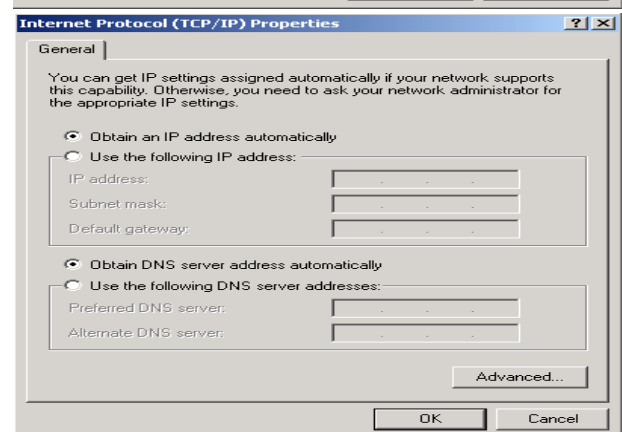 Internet Protocol (TCP/IP) Properties
General
You can get IP settings assigned automatically if your network supports
this capability. Otherwise, you need to ask your network administrator for
the appropriate IP settings.
Obtain an IP address automatically
Use the following IP address:
IP address:
Subnet mask:
Default gateway:
Obtain DNS server address automatically
Use the following DNS server addresses:
Preferred DNS server:
Alternate DNS server:
Advanced...
OK Cancel